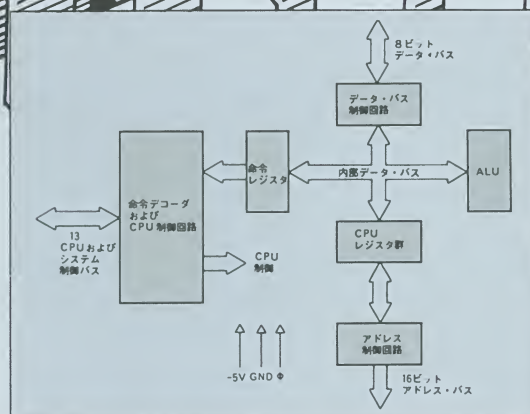 8ビット
データ・バス
データ・バス
制御回路
命令
レジスタ
内部データ・バス
ALU
命令デコーダ
および
CPU制御回路
13
CPUおよび
システム
制御バス
CPU
制御
CPU
レジスタ群
アドレス
制御回路
-5V GND Φ
16ビット
アドレス・バス